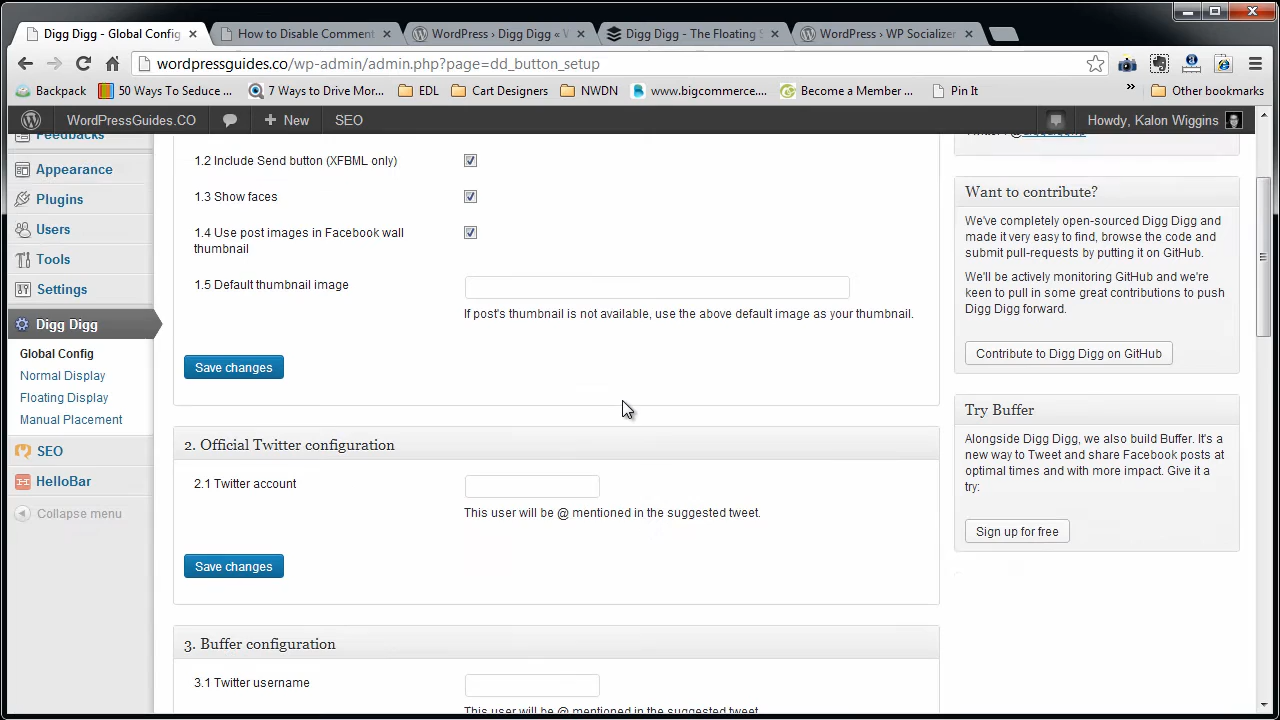 Digg Digg - Global Config
How to Disable Comment
WordPress › Digg Digg « W
Digg Digg - The Floating S
WordPress › WP Socializer
wordpressguides.co/wp-admin/admin.php?page=dd_button_setup
Backpack
50 Ways To Seduce ...
7 Ways to Drive Mor...
EDL
Cart Designers
NWDN
www.bigcommerce....
Become a Member ...
Pin It
Other bookmarks
WordPressGuides.CO
New
SEO
Howdy, Kalon Wiggins
Feedbacks
Appearance
Plugins
Users
Tools
Settings
Digg Digg
Global Config
Normal Display
Floating Display
Manual Placement
SEO
HelloBar
Collapse menu
1.2 Include Send button (XFBML only)
1.3 Show faces
1.4 Use post images in Facebook wall
thumbnail
1.5 Default thumbnail image
If post's thumbnail is not available, use the above default image as your thumbnail.
Save changes
2. Official Twitter configuration
2.1 Twitter account
This user will be @ mentioned in the suggested tweet.
Save changes
3. Buffer configuration
3.1 Twitter username
This user will be @ mentioned in the suggested tweet.
Want to contribute?
We've completely open-sourced Digg Digg and
made it very easy to find, browse the code and
submit pull-requests by putting it on GitHub.
We'll be actively monitoring GitHub and we're
keen to pull in some great contributions to push
Digg Digg forward.
Contribute to Digg Digg on GitHub
Try Buffer
Alongside Digg Digg, we also build Buffer. It's a
new way to Tweet and share Facebook posts at
optimal times and with more impact. Give it a
try:
Sign up for free